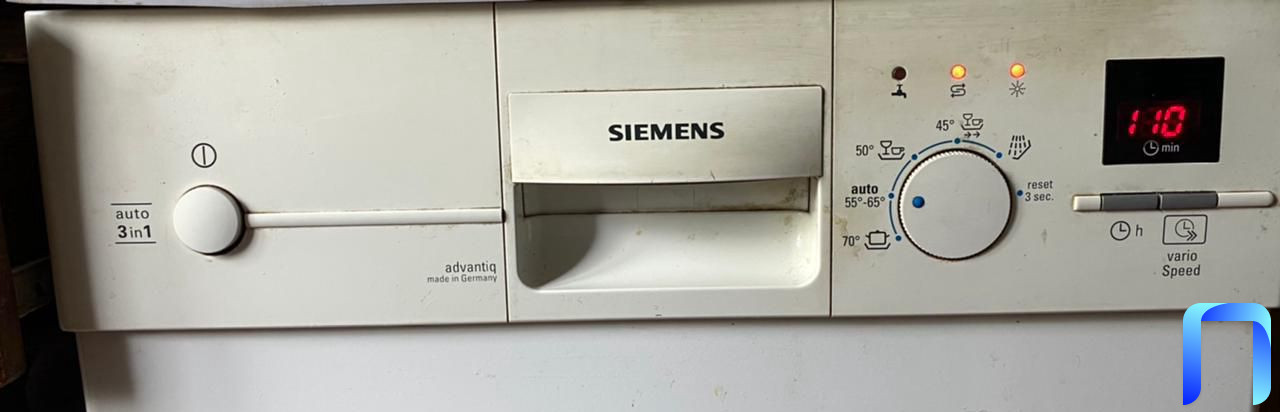 auto
3in1
advantiq
made in Germany
SIEMENS
45°
50°
auto
55°-65°
70°
reset
3 sec.
110
min
h
vario
Speed